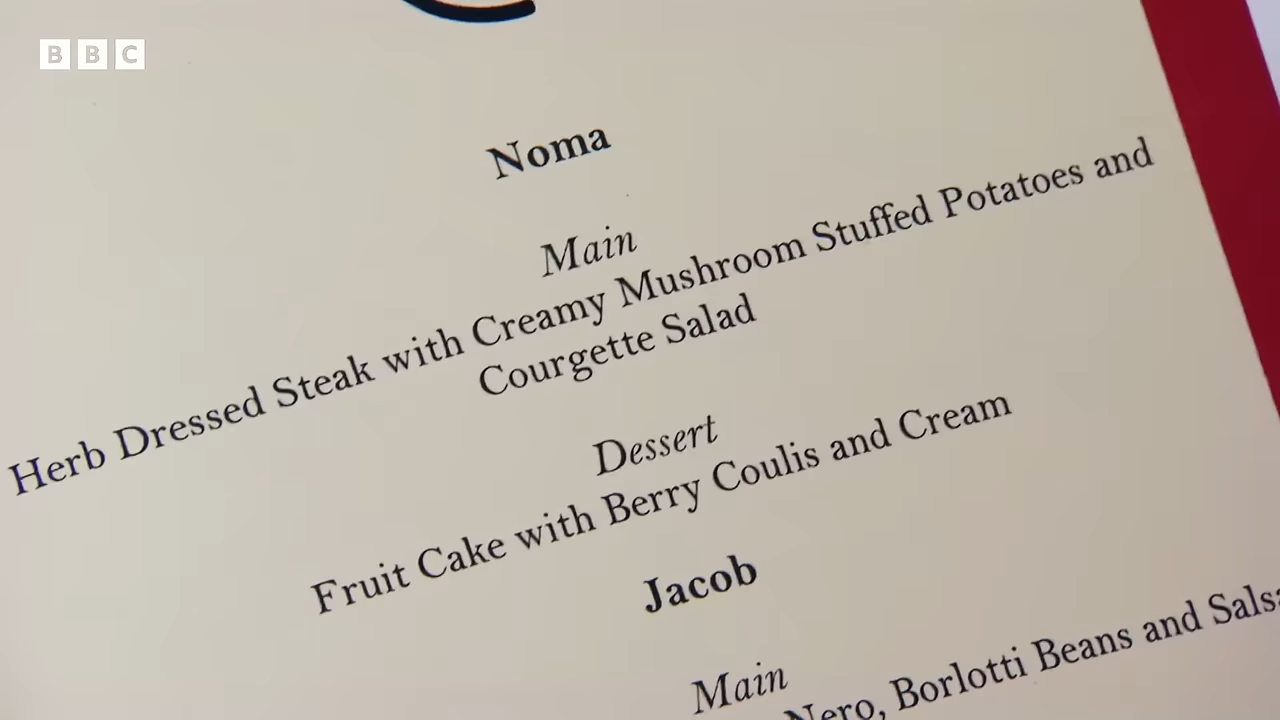 BBC
Noma
Main
Herb Dressed Steak with Creamy Mushroom Stuffed Potatoes and
Courgette Salad
Dessert
Fruit Cake with Berry Coulis and Cream
Jacob
Main
Nero, Borlotti Beans and Salsa